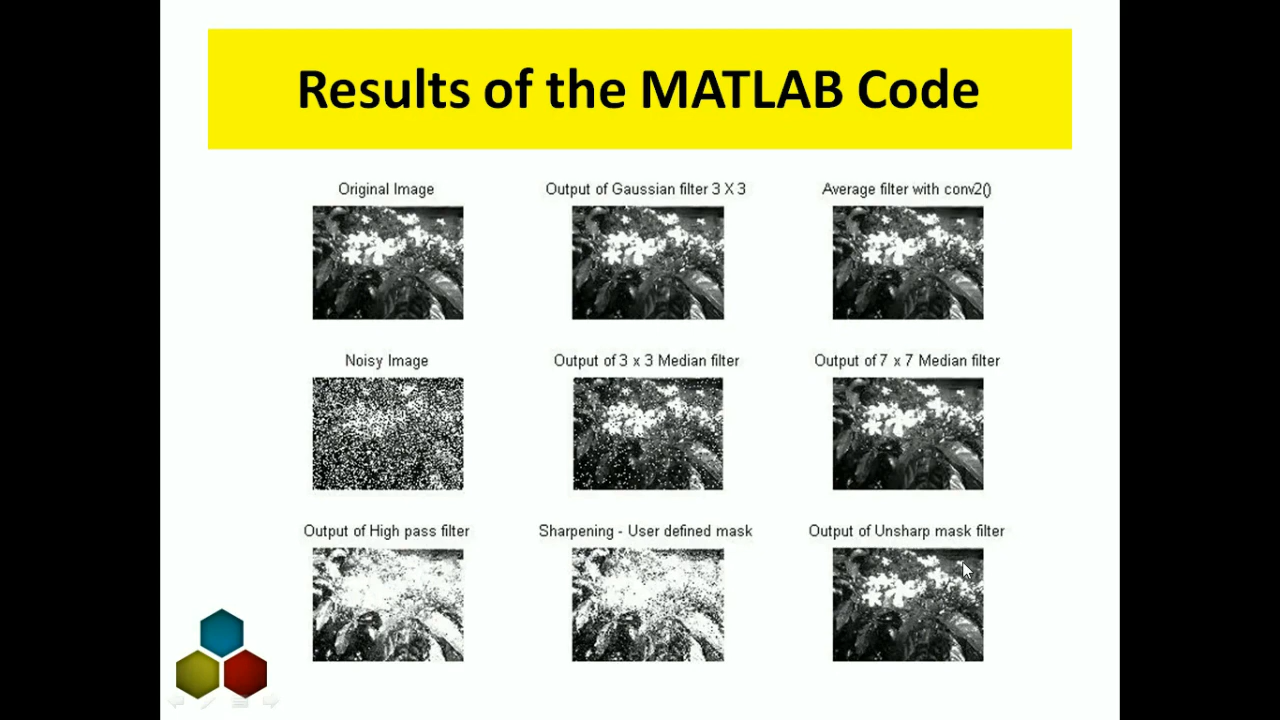 Results of the MATLAB Code
Original Image
Output of Gaussian filter 3 X 3
Average filter with conv2()
Noisy Image
Output of 3 x 3 Median filter
Output of 7 x 7 Median filter
Output of High pass filter
Sharpening - User defined mask
Output of Unsharp mask filter